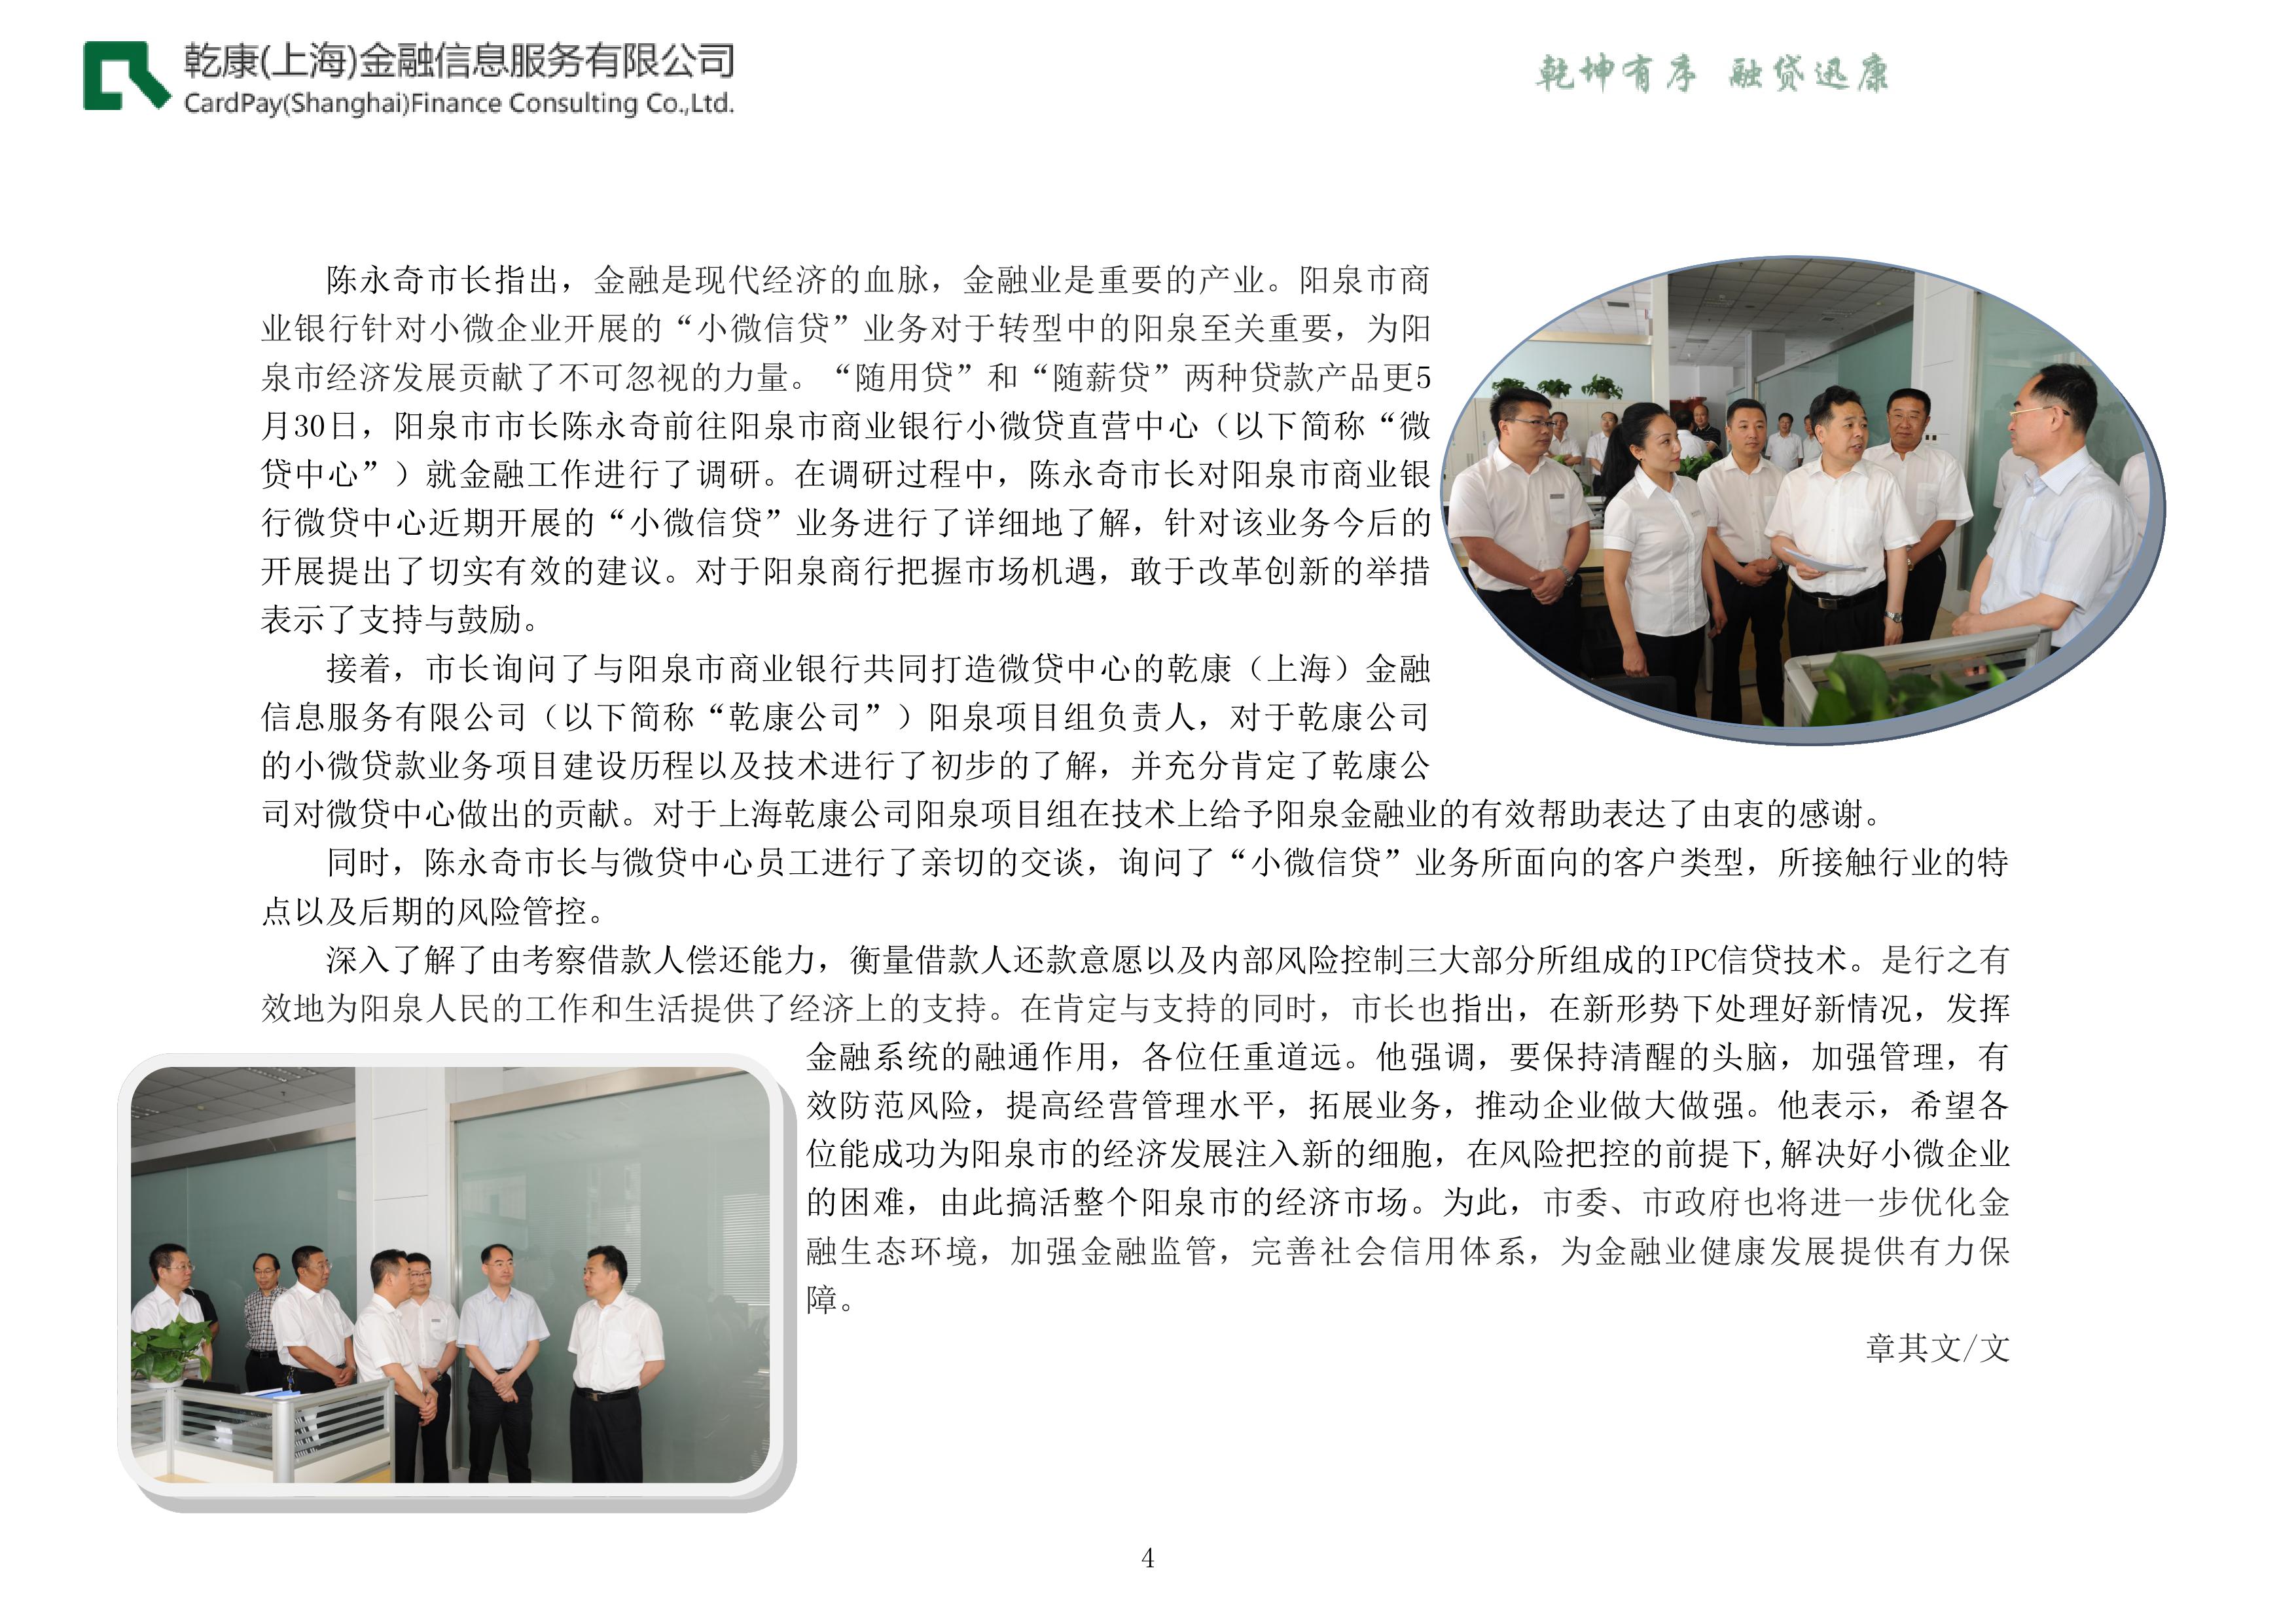 乾康(上海)金融信息服务有限公司
CardPay(Shanghai)Finance Consulting Co.,Ltd.
乾坤有序 融贷迅康
陈永奇市长指出，金融是现代经济的血脉，金融业是重要的产业。阳泉市商
业银行针对小微企业开展的“小微信贷”业务对于转型中的阳泉至关重要，为阳
泉市经济发展贡献了不可忽视的力量。“随用贷”和“随薪贷”两种贷款产品更5
月30日，阳泉市市长陈永奇前往阳泉市商业银行小微贷直营中心（以下简称“微
贷中心”）就金融工作进行了调研。在调研过程中，陈永奇市长对阳泉市商业银
行微贷中心近期开展的“小微信贷”业务进行了详细地了解，针对该业务今后的
开展提出了切实有效的建议。对于阳泉商行把握市场机遇，敢于改革创新的举措
表示了支持与鼓励。
接着，市长询问了与阳泉市商业银行共同打造微贷中心的乾康（上海）金融
信息服务有限公司（以下简称“乾康公司”）阳泉项目组负责人，对于乾康公司
的小微贷款业务项目建设历程以及技术进行了初步的了解，并充分肯定了乾康公
司对微贷中心做出的贡献。对于上海乾康公司阳泉项目组在技术上给予阳泉金融业的有效帮助表达了由衷的感谢。
同时，陈永奇市长与微贷中心员工进行了亲切的交谈，询问了“小微信贷”业务所面向的客户类型，所接触行业的特
点以及后期的风险管控。
深入了解了由考察借款人偿还能力，衡量借款人还款意愿以及内部风险控制三大部分所组成的IPC信贷技术。是行之有
效地为阳泉人民的工作和生活提供了经济上的支持。在肯定与支持的同时，市长也指出，在新形势下处理好新情况，发挥
金融系统的融通作用，各位任重道远。他强调，要保持清醒的头脑，加强管理，有
效防范风险，提高经营管理水平，拓展业务，推动企业做大做强。他表示，希望各
位能成功为阳泉市的经济发展注入新的细胞，在风险把控的前提下,解决好小微企业
的困难，由此搞活整个阳泉市的经济市场。为此，市委、市政府也将进一步优化金
融生态环境，加强金融监管，完善社会信用体系，为金融业健康发展提供有力保
障。
章其文/文
4